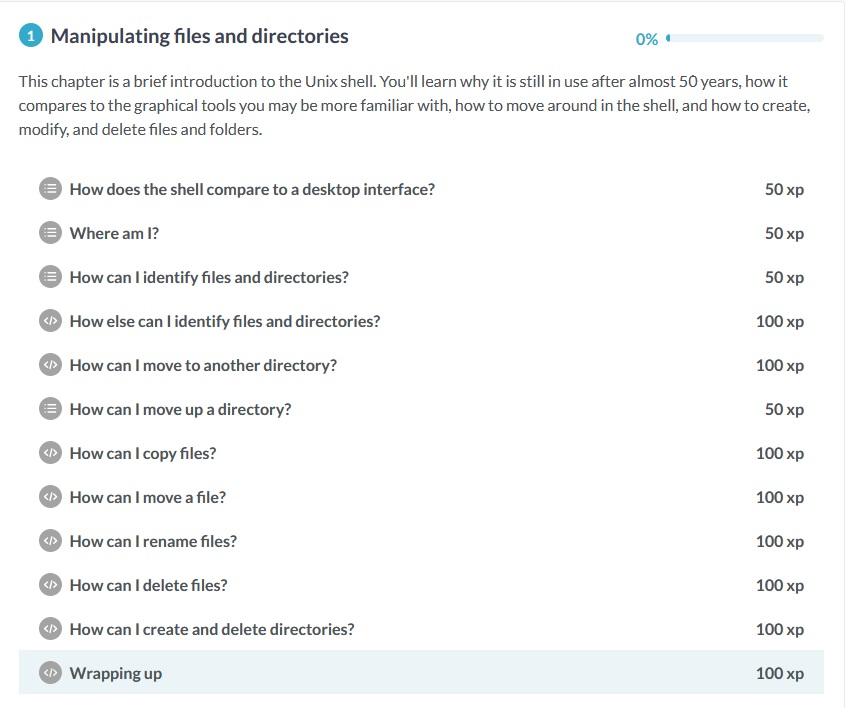 1 Manipulating files and directories 0%
This chapter is a brief introduction to the Unix shell. You'll learn why it is still in use after almost 50 years, how it
compares to the graphical tools you may be more familiar with, how to move around in the shell, and how to create,
modify, and delete files and folders.
How does the shell compare to a desktop interface? 50 xp
Where am I? 50 xp
How can I identify files and directories? 50 xp
</> How else can I identify files and directories? 100 xp
</> How can I move to another directory? 100 xp
How can I move up a directory? 50 xp
</> How can I copy files? 100 xp
</> How can I move a file? 100 xp
</> How can I rename files? 100 xp
</> How can I delete files? 100 xp
</> How can I create and delete directories? 100 xp
</> Wrapping up 100 xp